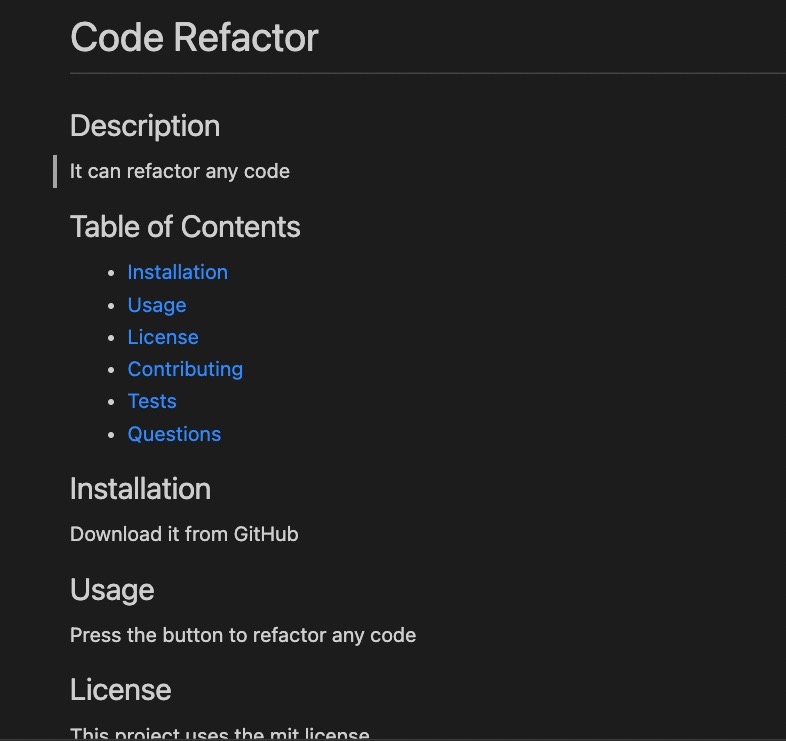 Code Refactor
Description
It can refactor any code
Table of Contents
Installation
Usage
License
Contributing
Tests
Questions
Installation
Download it from GitHub
Usage
Press the button to refactor any code
License
This project uses the mit license